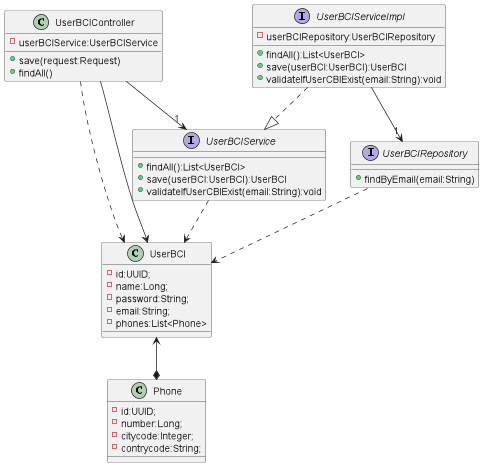 C UserBCIController
userBCIService:UserBCIService
save(request:Request)
findAll()
I UserBCIServiceImpl
userBCIRepository:UserBCIRepository
findAll():List<UserBCI>
save(userBCI:UserBCI):UserBCI
validateIfUserCBIExist(email:String):void
1
1
I UserBCIService
findAll():List<UserBCI>
save(userBCI:UserBCI):UserBCI
validateIfUserCBIExist(email:String):void
I UserBCIRepository
findByEmail(email:String)
C UserBCI
id:UUID;
name:Long;
password:String;
email:String;
phones:List<Phone>
C Phone
id:UUID;
number:Long;
citycode:Integer;
contrycode:String;